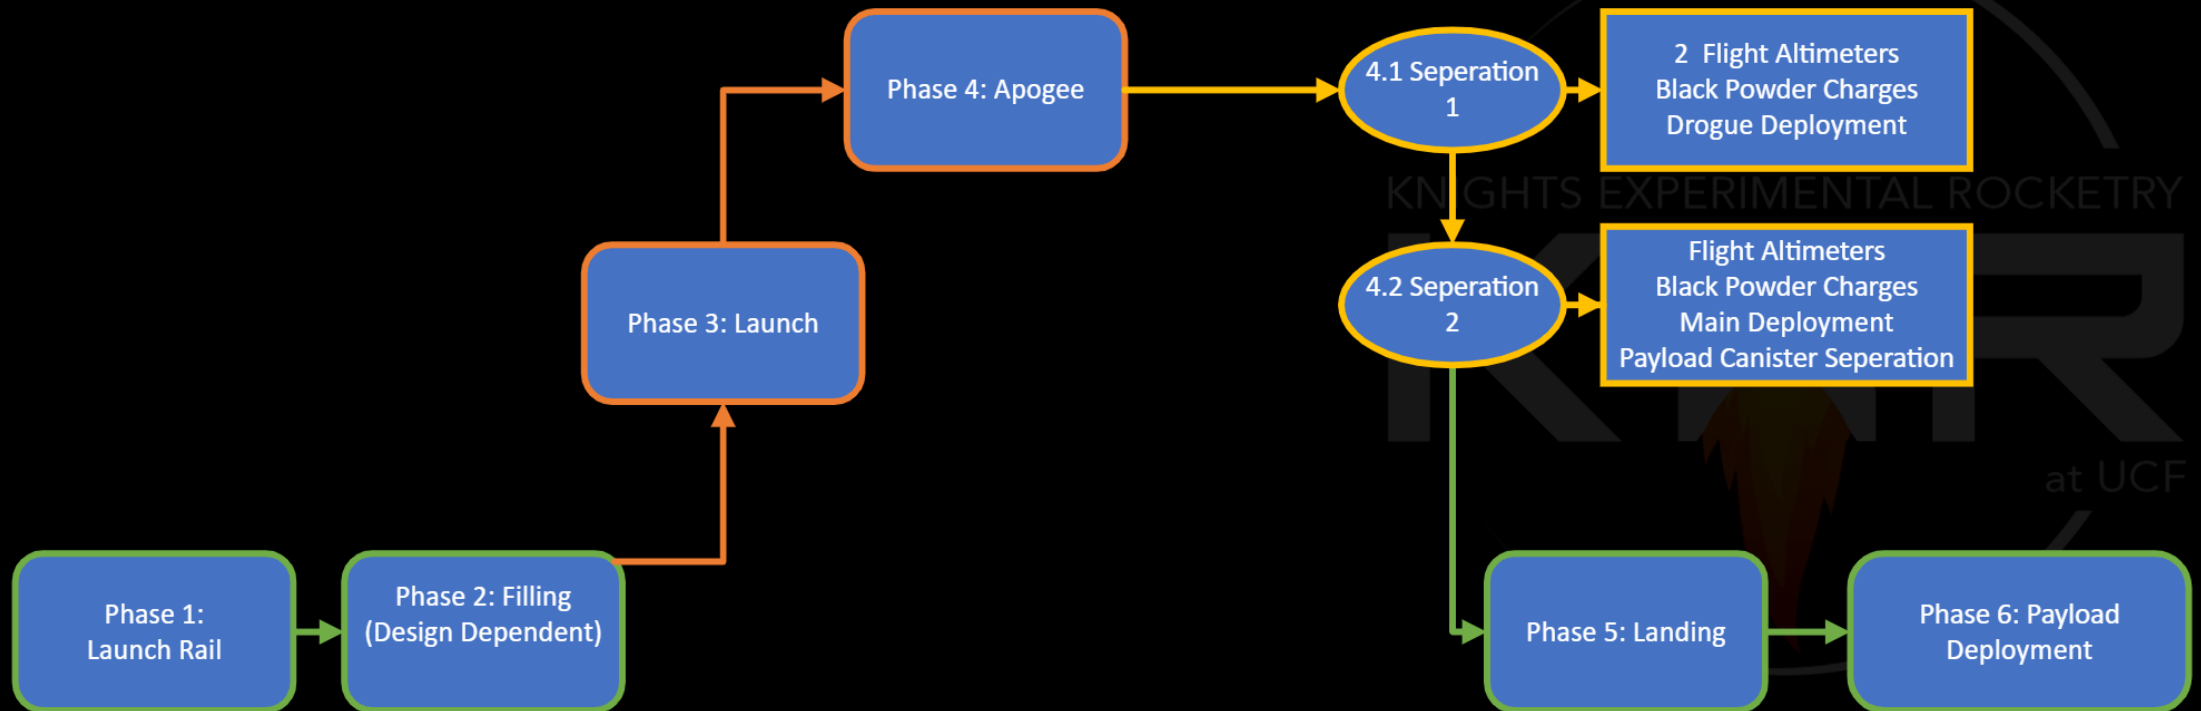 Phase 1:
Launch Rail
Phase 2: Filling
(Design Dependent)
Phase 3: Launch
Phase 4: Apogee
4.1 Seperation
1
2  Flight Altimeters
Black Powder Charges
Drogue Deployment
4.2 Seperation
2
Flight Altimeters
Black Powder Charges
Main Deployment
Payload Canister Seperation
Phase 5: Landing
Phase 6: Payload
Deployment
KNIGHTS EXPERIMENTAL ROCKETRY
KXR
at UCF